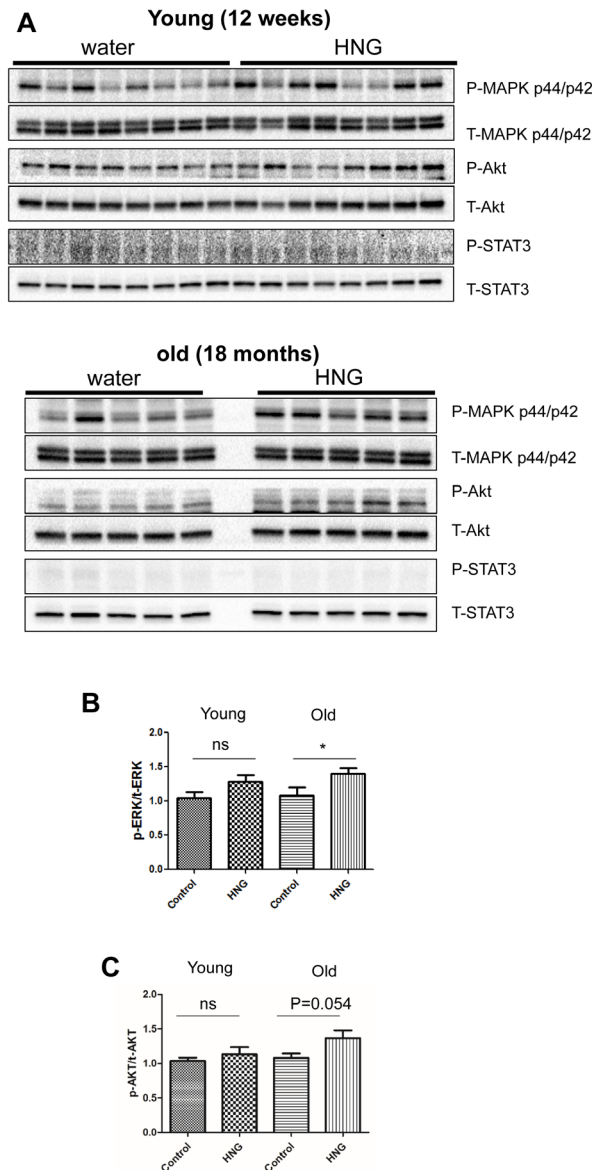 A
Young (12 weeks)
water HNG
P-MAPK p44/p42
T-MAPK p44/p42
P-Akt
T-Akt
P-STAT3
T-STAT3
old (18 months)
water HNG
P-MAPK p44/p42
T-MAPK p44/p42
P-Akt
T-Akt
P-STAT3
T-STAT3
B
Young Old
ns *
p-ERK/t-ERK
2.0
1.5
1.0
0.5
0.0
Control HNG Control HNG
C
Young Old
ns P=0.054
p-AKT/t-AKT
2.0
1.5
1.0
0.5
0.0
Control HNG Control HNG